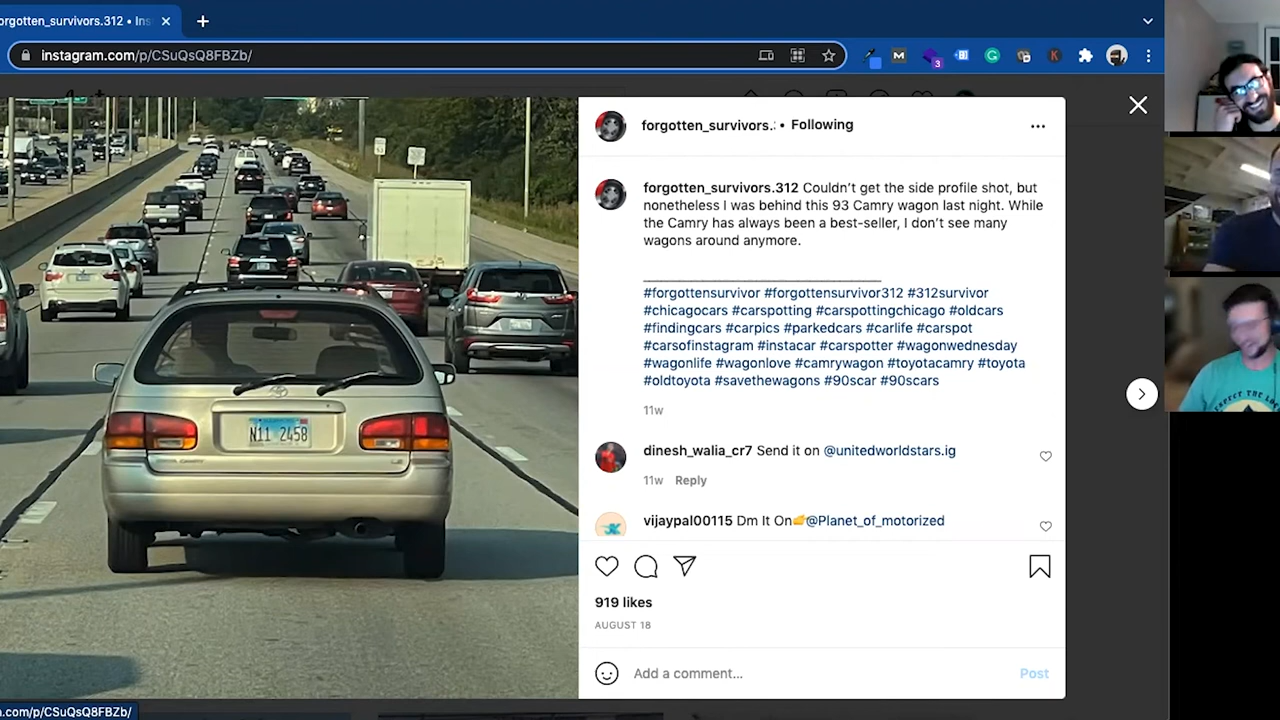 orgotten_survivors.312 • Ins
instagram.com/p/CSuQsQ8FBZb/
M
3
G
K
forgotten_survivors.: • Following
forgotten_survivors.312 Couldn't get the side profile shot, but
nonetheless I was behind this 93 Camry wagon last night. While
the Camry has always been a best-seller, I don't see many
wagons around anymore.
#forgottensurvivor #forgottensurvivor312 #312survivor
#chicagocars #carspotting #carspottingchicago #oldcars
#findingcars #carpics #parkedcars #carlife #carspot
#carsofinstagram #instacar #carspotter #wagonwednesday
#wagonlife #wagonlove #camrywagon #toyotacamry #toyota
#oldtoyota #savethewagons #90scar #90scars
11w
dinesh_walia_cr7 Send it on @unitedworldstars.ig
11w Reply
vijaypal00115 Dm It On @Planet_of_motorized
919 likes
AUGUST 18
Add a comment...
Post
N11 2458
LE
n.com/p/CSuQsQ8FBZb/